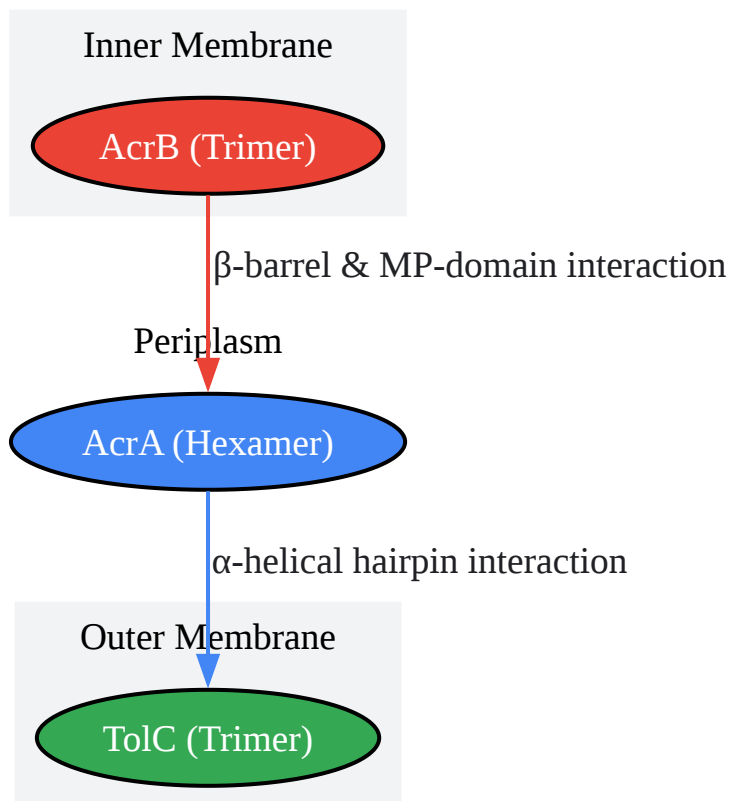 Inner Membrane
AcrB (Trimer)
β-barrel & MP-domain interaction
Periplasm
AcrA (Hexamer)
α-helical hairpin interaction
Outer Membrane
TolC (Trimer)